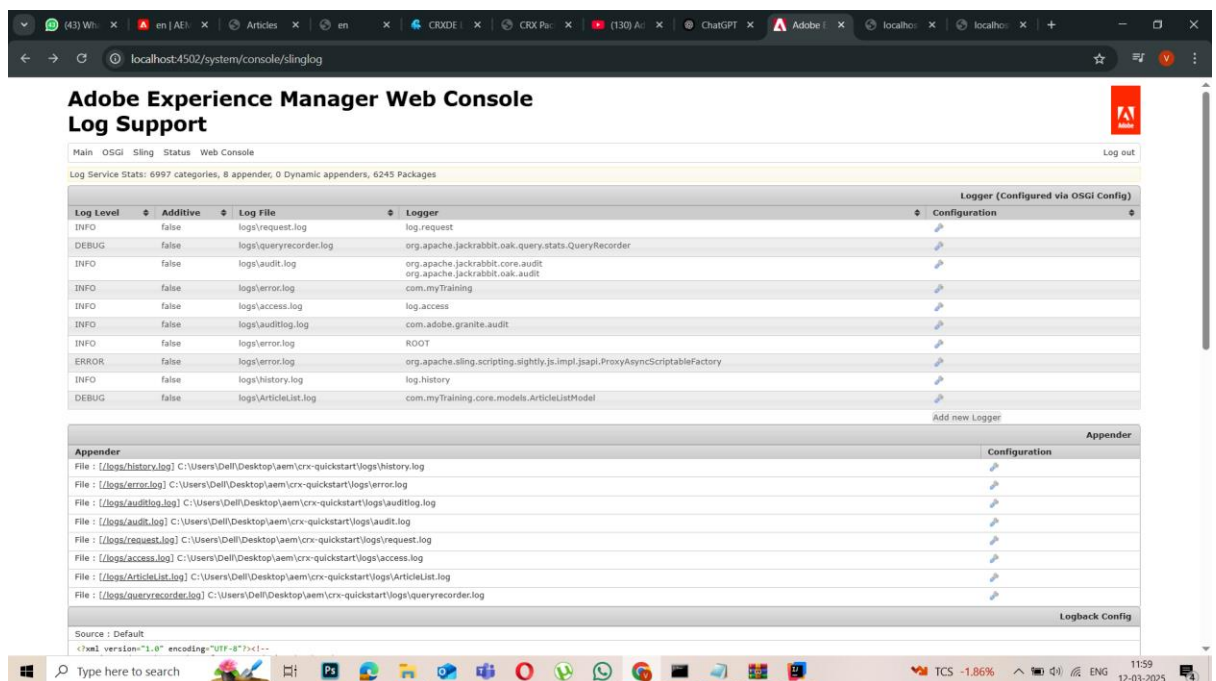 (43) Wh
en | AEM
Articles
en
CRXDE L
CRX Pac
(130) Ad
ChatGPT
Adobe E
localhos
localhos
localhost:4502/system/console/slinglog
V
Adobe Experience Manager Web Console
Log Support
Adobe
Main OSGi Sling Status Web Console Log out
Log Service Stats: 6997 categories, 8 appender, 0 Dynamic appenders, 6245 Packages
Logger (Configured via OSGi Config)
Log Level Additive Log File Logger Configuration
INFO false logs\request.log log.request
DEBUG false logs\queryrecorder.log org.apache.jackrabbit.oak.query.stats.QueryRecorder
INFO false logs\audit.log org.apache.jackrabbit.core.audit
org.apache.jackrabbit.oak.audit
INFO false logs\error.log com.myTraining
INFO false logs\access.log log.access
INFO false logs\auditlog.log com.adobe.granite.audit
INFO false logs\error.log ROOT
ERROR false logs\error.log org.apache.sling.scripting.sightly.js.impl.jsapi.ProxyAsyncScriptableFactory
INFO false logs\history.log log.history
DEBUG false logs\ArticleList.log com.myTraining.core.models.ArticleListModel
Add new Logger
Appender
Appender Configuration
File : [/logs/history.log] C:\Users\Dell\Desktop\aem\crx-quickstart\logs\history.log
File : [/logs/error.log] C:\Users\Dell\Desktop\aem\crx-quickstart\logs\error.log
File : [/logs/auditlog.log] C:\Users\Dell\Desktop\aem\crx-quickstart\logs\auditlog.log
File : [/logs/audit.log] C:\Users\Dell\Desktop\aem\crx-quickstart\logs\audit.log
File : [/logs/request.log] C:\Users\Dell\Desktop\aem\crx-quickstart\logs\request.log
File : [/logs/access.log] C:\Users\Dell\Desktop\aem\crx-quickstart\logs\access.log
File : [/logs/ArticleList.log] C:\Users\Dell\Desktop\aem\crx-quickstart\logs\ArticleList.log
File : [/logs/queryrecorder.log] C:\Users\Dell\Desktop\aem\crx-quickstart\logs\queryrecorder.log
Logback Config
Source : Default
<?xml version="1.0" encoding="UTF-8"?><!--
Type here to search
Ps
TCS -1.86%
ENG
11:59
12-03-2025
4